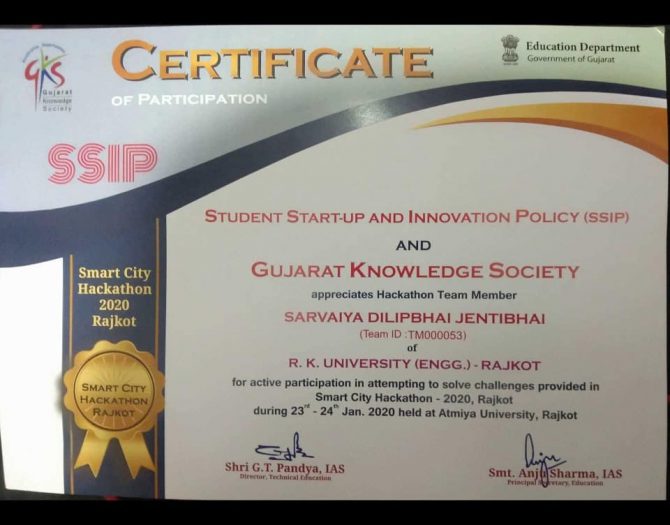 GKS
Gujarat
Knowledge
Society
CERTIFICATE
OF PARTICIPATION
Education Department
Government of Gujarat
SSIP
STUDENT START-UP AND INNOVATION POLICY (SSIP)
AND
GUJARAT KNOWLEDGE SOCIETY
appreciates Hackathon Team Member
SARVAIYA DILIPBHAI JENTIBHAI
(Team ID :TM000053)
of
R. K. UNIVERSITY (ENGG.) - RAJKOT
for active participation in attempting to solve challenges provided in
Smart City Hackathon - 2020, Rajkot
during 23rd - 24th Jan. 2020 held at Atmiya University, Rajkot
Smart City
Hackathon
2020
Rajkot
SMART CITY
HACKATHON
RAJKOT
Shri G.T. Pandya, IAS
Director, Technical Education
Smt. Anju Sharma, IAS
Principal Secretary, Education